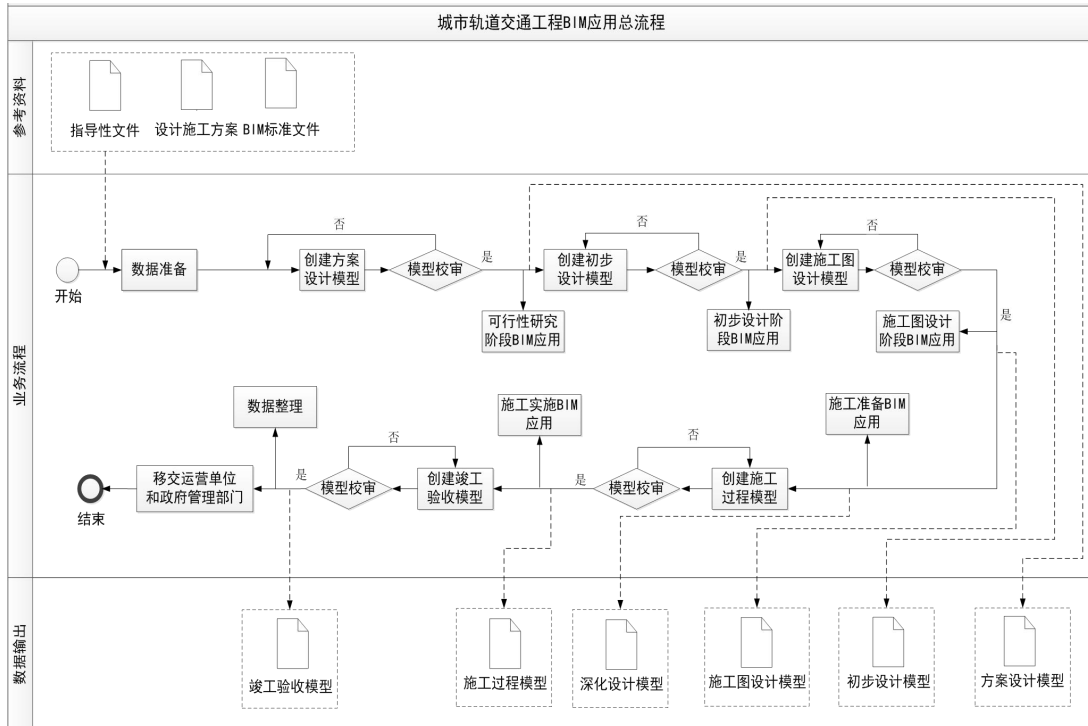 城市轨道交通工程BIM应用总流程
参考资料
指导性文件
设计施工方案
BIM标准文件
业务流程
开始
数据准备
否
创建方案
设计模型
模型校审
是
可行性研究
阶段BIM应用
否
创建初步
设计模型
模型校审
是
初步设计阶
段BIM应用
否
创建施工图
设计模型
模型校审
是
施工图设计
阶段BIM应用
施工准备BIM
应用
创建施工
过程模型
否
模型校审
是
施工实施BIM
应用
创建竣工
验收模型
否
模型校审
是
数据整理
移交运营单位
和政府管理部门
结束
数据输出
竣工验收模型
施工过程模型
深化设计模型
施工图设计模型
初步设计模型
方案设计模型